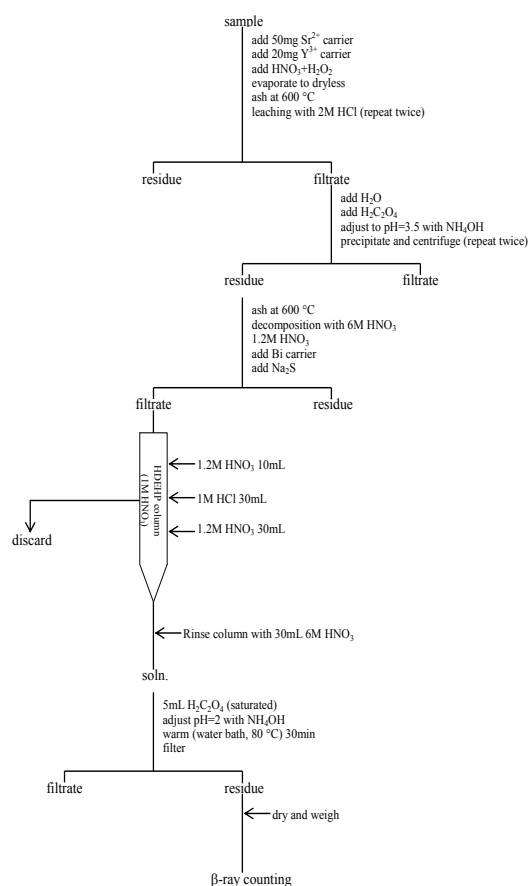 sample
add 50mg Sr²⁺ carrier
add 20mg Y³⁺ carrier
add HNO₃+H₂O₂
evaporate to dryless
ash at 600 °C
leaching with 2M HCl (repeat twice)
residue
filtrate
add H₂O
add H₂C₂O₄
adjust to pH=3.5 with NH₄OH
precipitate and centrifuge (repeat twice)
residue
filtrate
ash at 600 °C
decomposition with 6M HNO₃
1.2M HNO₃
add Bi carrier
add Na₂S
filtrate
residue
HDEHP column
(1M HNO₃)
1.2M HNO₃ 10mL
1M HCl 30mL
1.2M HNO₃ 30mL
discard
Rinse column with 30mL 6M HNO₃
soln.
5mL H₂C₂O₄ (saturated)
adjust pH=2 with NH₄OH
warm (water bath, 80 °C) 30min
filter
filtrate
residue
dry and weigh
β-ray counting